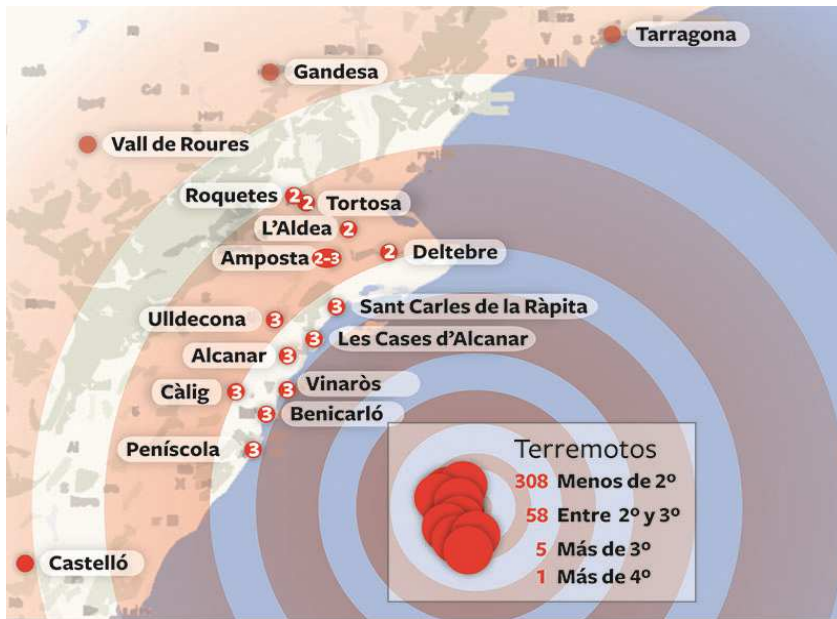 Tarragona
Gandesa
Vall de Roures
Roquetes 2
2 Tortosa
L'Aldea 2
Amposta 2-3
2 Deltebre
3 Sant Carles de la Ràpita
Ulldecona 3
3 Les Cases d'Alcanar
Alcanar 3
Càlig 3
3 Vinaròs
3 Benicarló
Peníscola 3
Terremotos
308 Menos de 2º
58 Entre 2º y 3º
5 Más de 3º
1 Más de 4º
Castelló